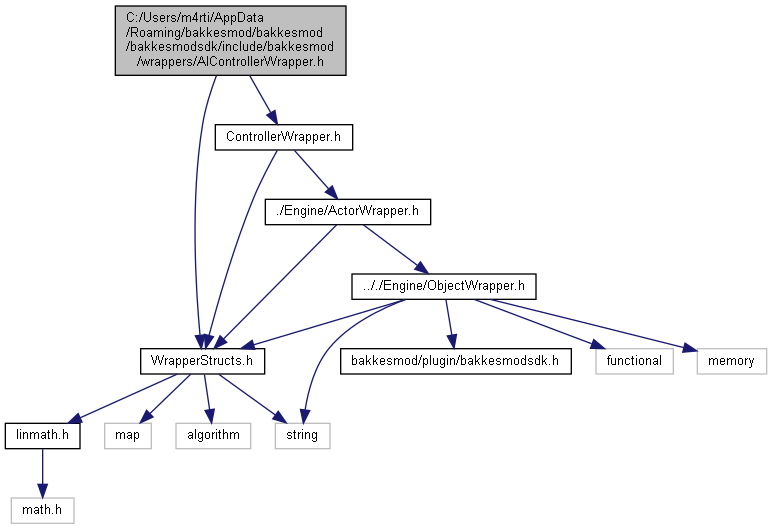 C:/Users/m4rti/AppData
/Roaming/bakkesmod/bakkesmod
/bakkesmodsdk/include/bakkesmod
/wrappers/AIControllerWrapper.h
ControllerWrapper.h
./Engine/ActorWrapper.h
.././Engine/ObjectWrapper.h
WrapperStructs.h
bakkesmod/plugin/bakkesmodsdk.h
functional
memory
linmath.h
map
algorithm
string
math.h